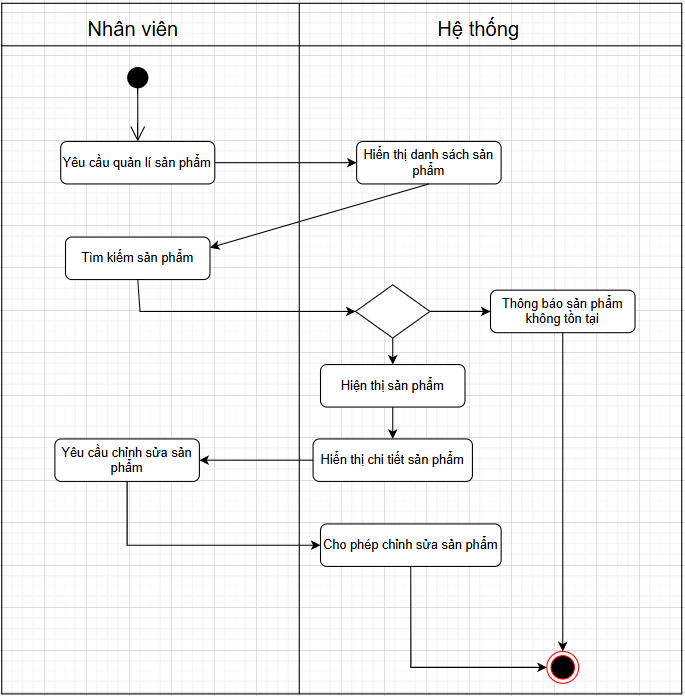 Nhân viên
Hệ thống
Yêu cầu quản lí sản phẩm
Hiển thị danh sách sản
phẩm
Tìm kiếm sản phẩm
Thông báo sản phẩm
không tồn tại
Hiện thị sản phẩm
Yêu cầu chỉnh sửa sản
phẩm
Hiển thị chi tiết sản phẩm
Cho phép chỉnh sửa sản phẩm